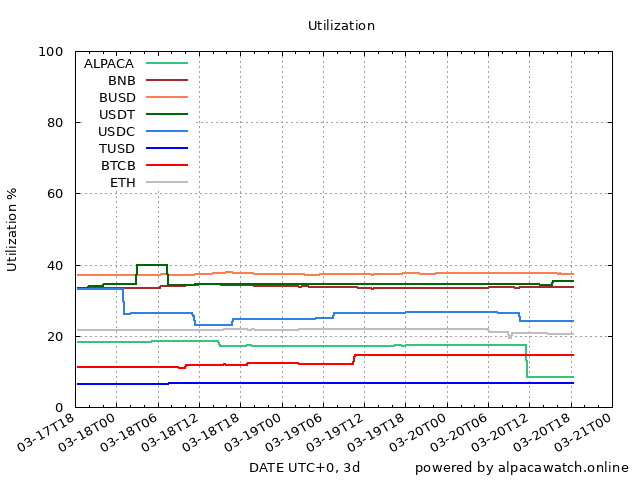 Utilization
100
80
60
40
20
0
Utilization %
ALPACA
BNB
BUSD
USDT
USDC
TUSD
BTCB
ETH
03-17T18
03-18T00
03-18T06
03-18T12
03-18T18
03-19T00
03-19T06
03-19T12
03-19T18
03-20T00
03-20T06
03-20T12
03-20T18
03-21T00
DATE UTC+0, 3d
powered by alpacawatch.online